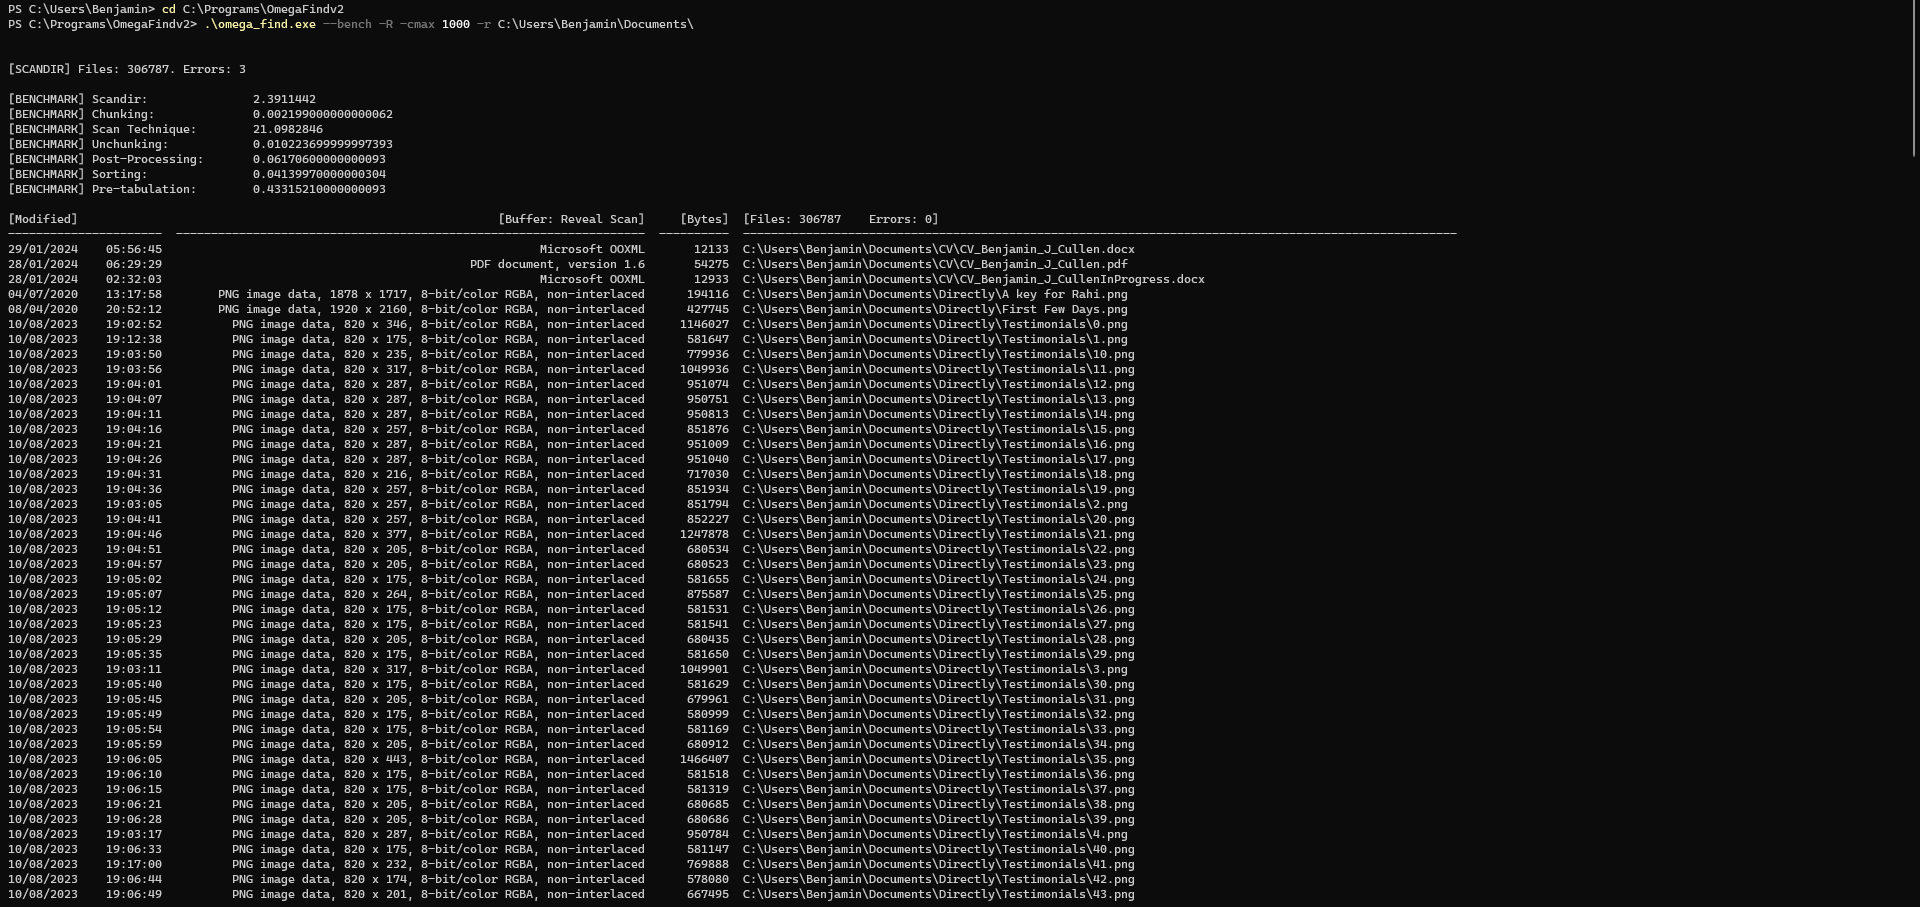 PS C:\Users\Benjamin> cd C:\Programs\OmegaFindv2
PS C:\Programs\OmegaFindv2> .\omega_find.exe --bench -R -cmax 1000 -r C:\Users\Benjamin\Documents\
[SCANDIR] Files: 306787. Errors: 3
[BENCHMARK] Scandir: 2.3911442
[BENCHMARK] Chunking: 0.002199000000000062
[BENCHMARK] Scan Technique: 21.0982846
[BENCHMARK] Unchunking: 0.010223699999997393
[BENCHMARK] Post-Processing: 0.06170600000000093
[BENCHMARK] Sorting: 0.04139970000000304
[BENCHMARK] Pre-tabulation: 0.43315210000000093
[Modified] [Buffer: Reveal Scan] [Bytes] [Files: 306787 Errors: 0]
29/01/2024 05:56:45 Microsoft OOXML 12133 C:\Users\Benjamin\Documents\CV\CV_Benjamin_J_Cullen.docx
28/01/2024 06:29:29 PDF document, version 1.6 54275 C:\Users\Benjamin\Documents\CV\CV_Benjamin_J_Cullen.pdf
28/01/2024 02:32:03 Microsoft OOXML 12933 C:\Users\Benjamin\Documents\CV\CV_Benjamin_J_CullenInProgress.docx
04/07/2020 13:17:58 PNG image data, 1878 x 1717, 8-bit/color RGBA, non-interlaced 194116 C:\Users\Benjamin\Documents\Directly\A key for Rahi.png
08/04/2020 20:52:12 PNG image data, 1920 x 2160, 8-bit/color RGBA, non-interlaced 427745 C:\Users\Benjamin\Documents\Directly\First Few Days.png
10/08/2023 19:02:52 PNG image data, 820 x 346, 8-bit/color RGBA, non-interlaced 1146027 C:\Users\Benjamin\Documents\Directly\Testimonials\0.png
10/08/2023 19:12:38 PNG image data, 820 x 175, 8-bit/color RGBA, non-interlaced 581647 C:\Users\Benjamin\Documents\Directly\Testimonials\1.png
10/08/2023 19:03:50 PNG image data, 820 x 235, 8-bit/color RGBA, non-interlaced 779936 C:\Users\Benjamin\Documents\Directly\Testimonials\10.png
10/08/2023 19:03:56 PNG image data, 820 x 317, 8-bit/color RGBA, non-interlaced 1049936 C:\Users\Benjamin\Documents\Directly\Testimonials\11.png
10/08/2023 19:04:01 PNG image data, 820 x 287, 8-bit/color RGBA, non-interlaced 951074 C:\Users\Benjamin\Documents\Directly\Testimonials\12.png
10/08/2023 19:04:07 PNG image data, 820 x 287, 8-bit/color RGBA, non-interlaced 950751 C:\Users\Benjamin\Documents\Directly\Testimonials\13.png
10/08/2023 19:04:11 PNG image data, 820 x 287, 8-bit/color RGBA, non-interlaced 950813 C:\Users\Benjamin\Documents\Directly\Testimonials\14.png
10/08/2023 19:04:16 PNG image data, 820 x 257, 8-bit/color RGBA, non-interlaced 851876 C:\Users\Benjamin\Documents\Directly\Testimonials\15.png
10/08/2023 19:04:21 PNG image data, 820 x 287, 8-bit/color RGBA, non-interlaced 951009 C:\Users\Benjamin\Documents\Directly\Testimonials\16.png
10/08/2023 19:04:26 PNG image data, 820 x 287, 8-bit/color RGBA, non-interlaced 951040 C:\Users\Benjamin\Documents\Directly\Testimonials\17.png
10/08/2023 19:04:31 PNG image data, 820 x 216, 8-bit/color RGBA, non-interlaced 717030 C:\Users\Benjamin\Documents\Directly\Testimonials\18.png
10/08/2023 19:04:36 PNG image data, 820 x 257, 8-bit/color RGBA, non-interlaced 851934 C:\Users\Benjamin\Documents\Directly\Testimonials\19.png
10/08/2023 19:03:05 PNG image data, 820 x 257, 8-bit/color RGBA, non-interlaced 851794 C:\Users\Benjamin\Documents\Directly\Testimonials\2.png
10/08/2023 19:04:41 PNG image data, 820 x 257, 8-bit/color RGBA, non-interlaced 852227 C:\Users\Benjamin\Documents\Directly\Testimonials\20.png
10/08/2023 19:04:46 PNG image data, 820 x 377, 8-bit/color RGBA, non-interlaced 1247878 C:\Users\Benjamin\Documents\Directly\Testimonials\21.png
10/08/2023 19:04:51 PNG image data, 820 x 205, 8-bit/color RGBA, non-interlaced 680534 C:\Users\Benjamin\Documents\Directly\Testimonials\22.png
10/08/2023 19:04:57 PNG image data, 820 x 205, 8-bit/color RGBA, non-interlaced 680523 C:\Users\Benjamin\Documents\Directly\Testimonials\23.png
10/08/2023 19:05:02 PNG image data, 820 x 175, 8-bit/color RGBA, non-interlaced 581655 C:\Users\Benjamin\Documents\Directly\Testimonials\24.png
10/08/2023 19:05:07 PNG image data, 820 x 264, 8-bit/color RGBA, non-interlaced 875587 C:\Users\Benjamin\Documents\Directly\Testimonials\25.png
10/08/2023 19:05:12 PNG image data, 820 x 175, 8-bit/color RGBA, non-interlaced 581531 C:\Users\Benjamin\Documents\Directly\Testimonials\26.png
10/08/2023 19:05:23 PNG image data, 820 x 175, 8-bit/color RGBA, non-interlaced 581541 C:\Users\Benjamin\Documents\Directly\Testimonials\27.png
10/08/2023 19:05:29 PNG image data, 820 x 205, 8-bit/color RGBA, non-interlaced 680435 C:\Users\Benjamin\Documents\Directly\Testimonials\28.png
10/08/2023 19:05:35 PNG image data, 820 x 175, 8-bit/color RGBA, non-interlaced 581650 C:\Users\Benjamin\Documents\Directly\Testimonials\29.png
10/08/2023 19:03:11 PNG image data, 820 x 317, 8-bit/color RGBA, non-interlaced 1049901 C:\Users\Benjamin\Documents\Directly\Testimonials\3.png
10/08/2023 19:05:40 PNG image data, 820 x 175, 8-bit/color RGBA, non-interlaced 581629 C:\Users\Benjamin\Documents\Directly\Testimonials\30.png
10/08/2023 19:05:45 PNG image data, 820 x 205, 8-bit/color RGBA, non-interlaced 679961 C:\Users\Benjamin\Documents\Directly\Testimonials\31.png
10/08/2023 19:05:49 PNG image data, 820 x 175, 8-bit/color RGBA, non-interlaced 580999 C:\Users\Benjamin\Documents\Directly\Testimonials\32.png
10/08/2023 19:05:54 PNG image data, 820 x 175, 8-bit/color RGBA, non-interlaced 581169 C:\Users\Benjamin\Documents\Directly\Testimonials\33.png
10/08/2023 19:05:59 PNG image data, 820 x 205, 8-bit/color RGBA, non-interlaced 680912 C:\Users\Benjamin\Documents\Directly\Testimonials\34.png
10/08/2023 19:06:05 PNG image data, 820 x 443, 8-bit/color RGBA, non-interlaced 1466407 C:\Users\Benjamin\Documents\Directly\Testimonials\35.png
10/08/2023 19:06:10 PNG image data, 820 x 175, 8-bit/color RGBA, non-interlaced 581518 C:\Users\Benjamin\Documents\Directly\Testimonials\36.png
10/08/2023 19:06:15 PNG image data, 820 x 175, 8-bit/color RGBA, non-interlaced 581319 C:\Users\Benjamin\Documents\Directly\Testimonials\37.png
10/08/2023 19:06:21 PNG image data, 820 x 205, 8-bit/color RGBA, non-interlaced 680685 C:\Users\Benjamin\Documents\Directly\Testimonials\38.png
10/08/2023 19:06:28 PNG image data, 820 x 205, 8-bit/color RGBA, non-interlaced 680686 C:\Users\Benjamin\Documents\Directly\Testimonials\39.png
10/08/2023 19:03:17 PNG image data, 820 x 287, 8-bit/color RGBA, non-interlaced 950784 C:\Users\Benjamin\Documents\Directly\Testimonials\4.png
10/08/2023 19:06:33 PNG image data, 820 x 175, 8-bit/color RGBA, non-interlaced 581147 C:\Users\Benjamin\Documents\Directly\Testimonials\40.png
10/08/2023 19:17:00 PNG image data, 820 x 232, 8-bit/color RGBA, non-interlaced 769888 C:\Users\Benjamin\Documents\Directly\Testimonials\41.png
10/08/2023 19:06:44 PNG image data, 820 x 174, 8-bit/color RGBA, non-interlaced 578080 C:\Users\Benjamin\Documents\Directly\Testimonials\42.png
10/08/2023 19:06:49 PNG image data, 820 x 201, 8-bit/color RGBA, non-interlaced 667495 C:\Users\Benjamin\Documents\Directly\Testimonials\43.png